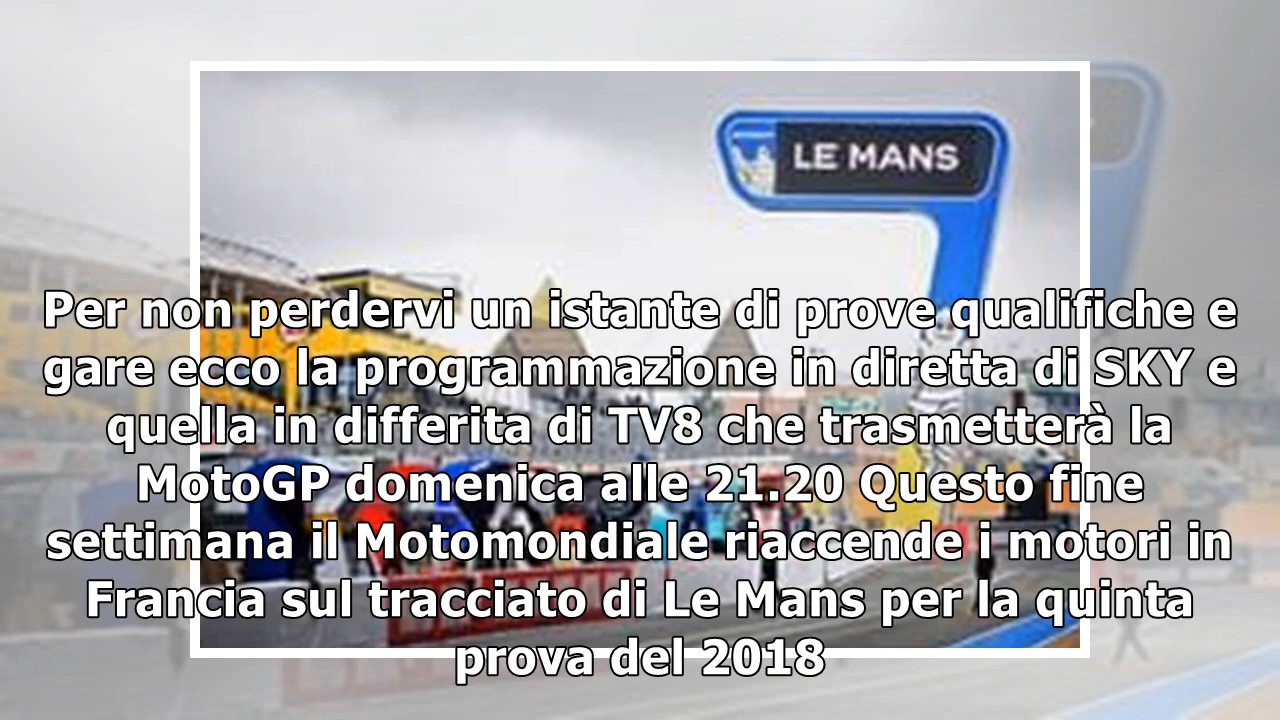 LE MANS
Per non perdervi un istante di prove qualifiche e
gare ecco la programmazione in diretta di SKY e
quella in differita di TV8 che trasmetterà la
MotoGP domenica alle 21.20 Questo fine
settimana il Motomondiale riaccende i motori in
Francia sul tracciato di Le Mans per la quinta
prova del 2018